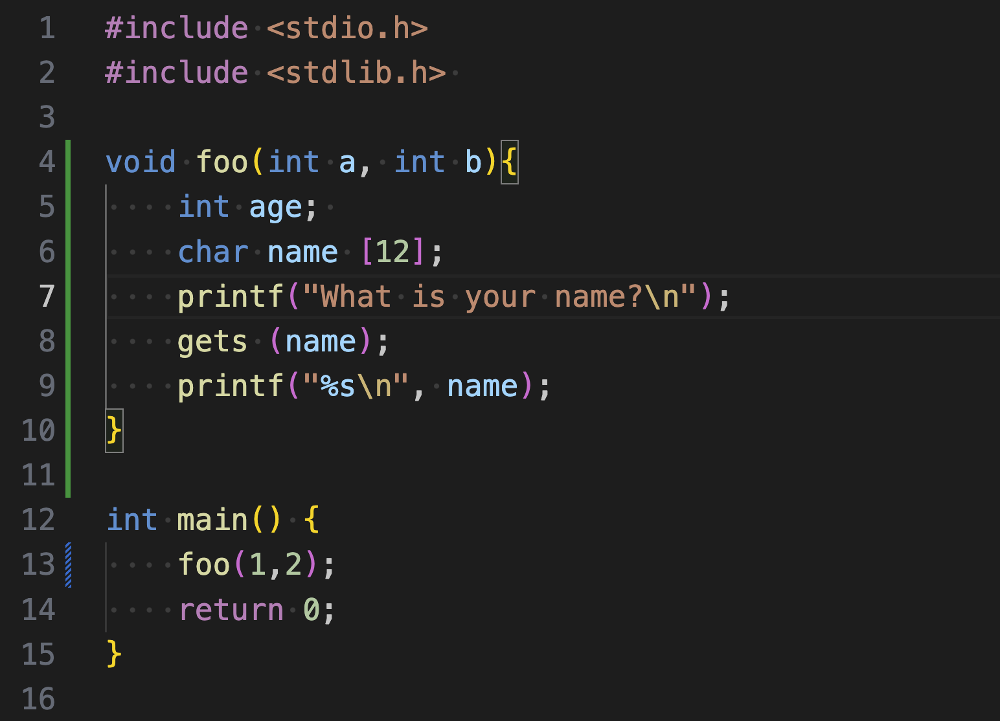 1 #include <stdio.h>
2 #include <stdlib.h>
3
4 void foo(int a, int b){
5     int age;
6     char name [12];
7     printf("What is your name?\n");
8     gets (name);
9     printf("%s\n", name);
10 }
11
12 int main() {
13     foo(1,2);
14     return 0;
15 }
16